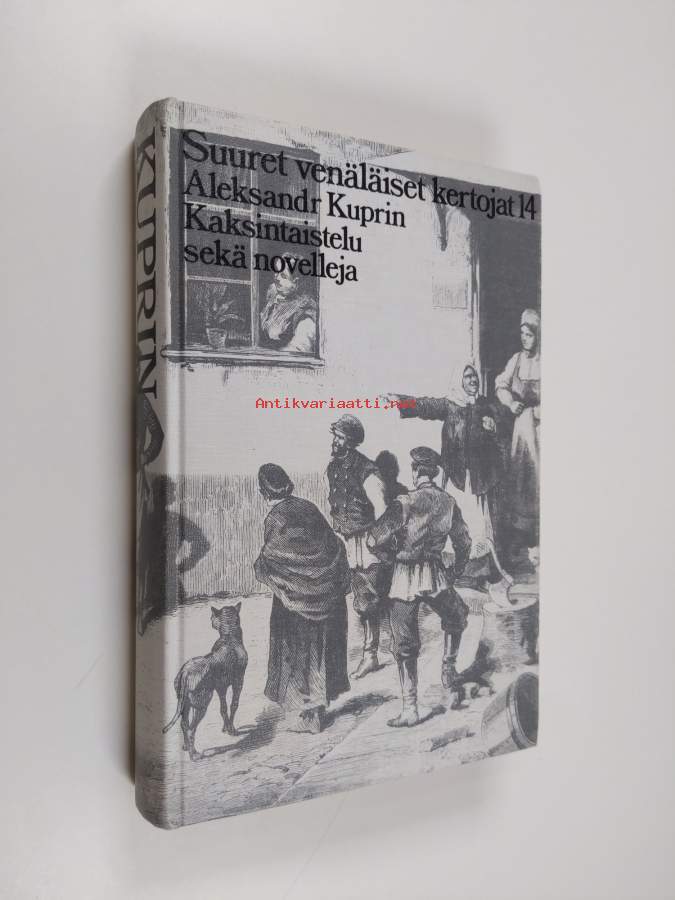 Suuret venäläiset kertojat 14
Aleksandr Kuprin
Kaksintaistelu
sekä novelleja
KUPRIN
Antikvariaatti.net